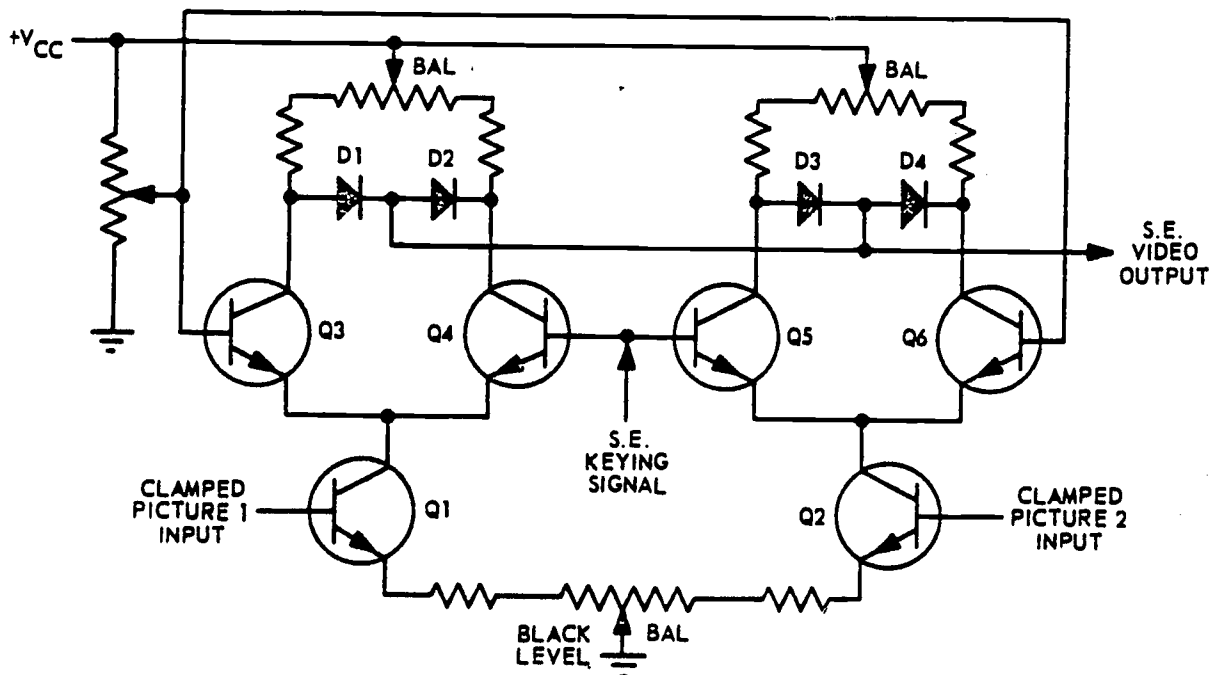 +VCC
BAL
BAL
D1
D2
D3
D4
S.E.
VIDEO
OUTPUT
Q3
Q4
Q5
Q6
S.E.
KEYING
SIGNAL
CLAMPED
PICTURE 1
INPUT
Q1
Q2
CLAMPED
PICTURE 2
INPUT
BLACK
LEVEL
BAL